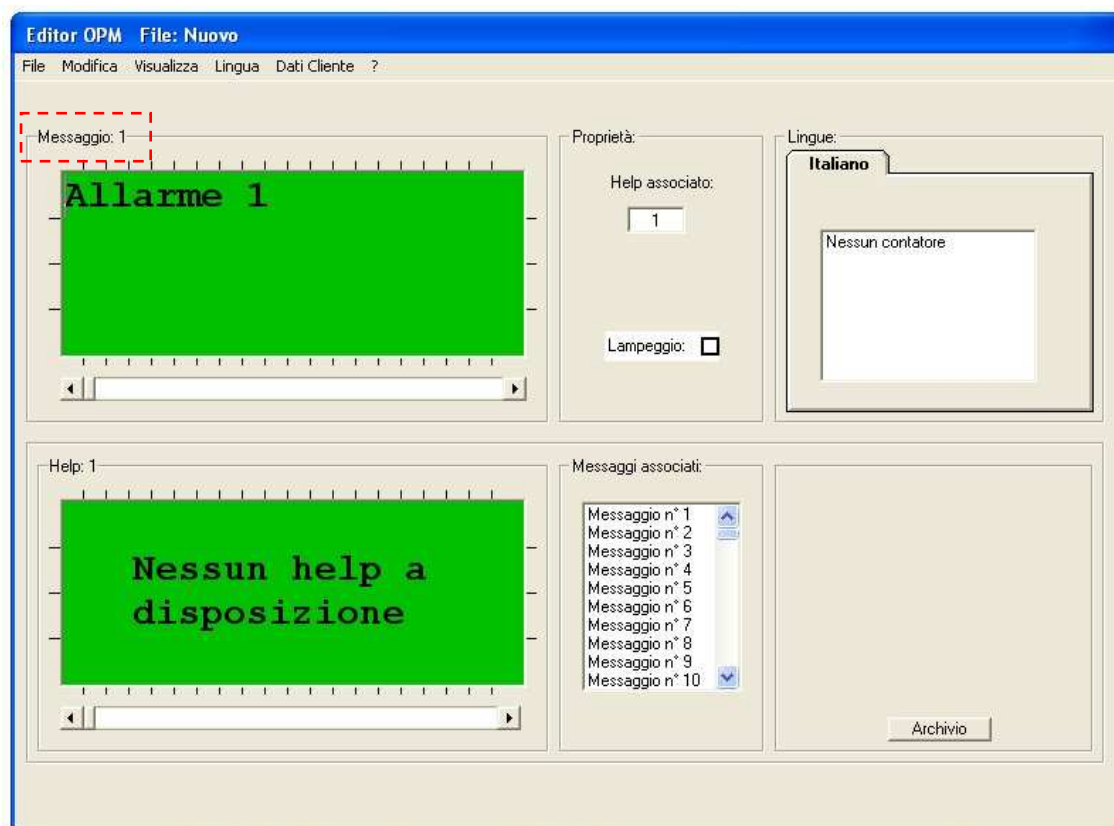 Editor OPM File: Nuovo
File Modifica Visualizza Lingua Dati Cliente ?
Messaggio: 1
Allarme 1
Proprietà:
Help associato:
1
Lampeggio:
Lingue:
Italiano
Nessun contatore
Help: 1
Nessun help a
disposizione
Messaggi associati:
Messaggio n° 1
Messaggio n° 2
Messaggio n° 3
Messaggio n° 4
Messaggio n° 5
Messaggio n° 6
Messaggio n° 7
Messaggio n° 8
Messaggio n° 9
Messaggio n° 10
Archivio